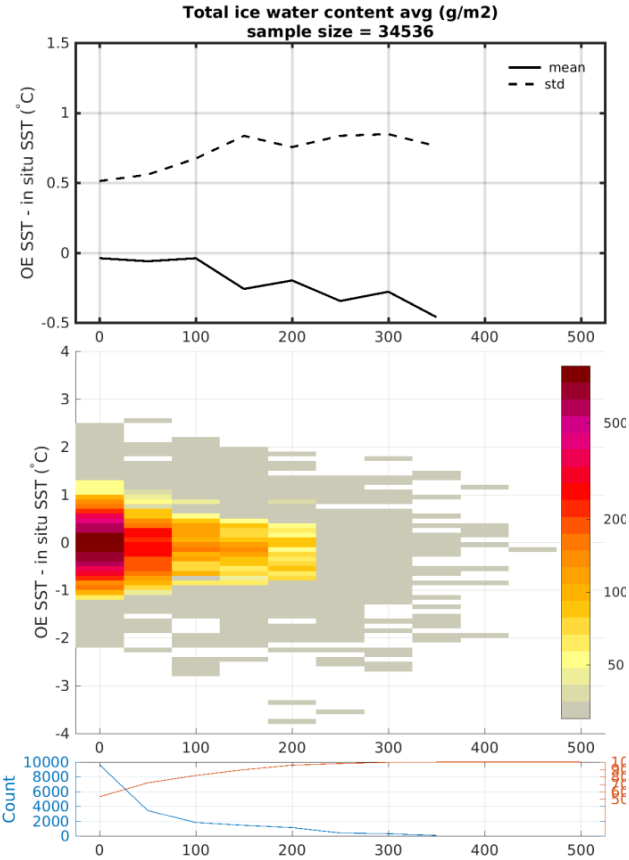 Total ice water content avg (g/m2)
sample size = 34536
OE SST - in situ SST (°C)
1.5
1
0.5
0
-0.5
mean
std
0 100 200 300 400 500
OE SST - in situ SST (°C)
4
3
2
1
0
-1
-2
-3
-4
500
200
100
50
0 100 200 300 400 500
Count
10000
8000
6000
4000
2000
0
0 100 200 300 400 500